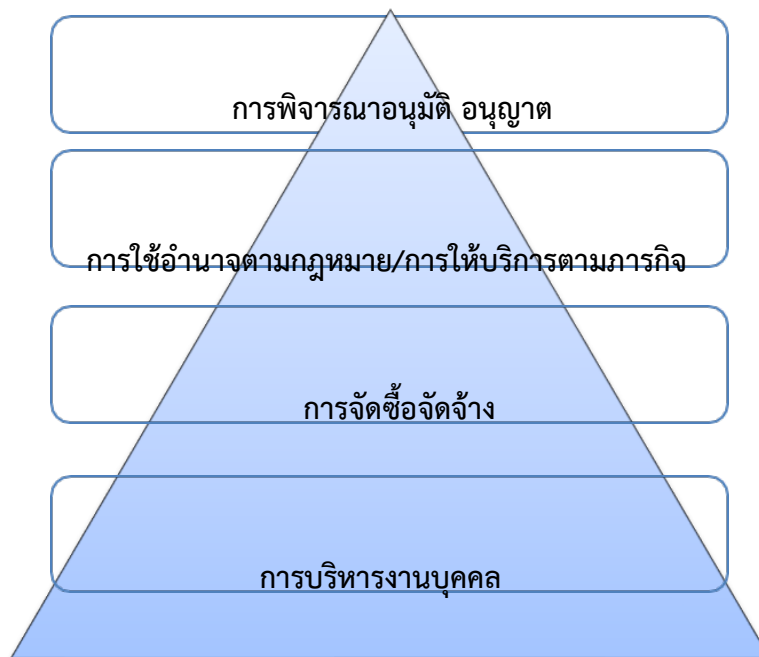 การพิจารณาอนุมัติ อนุญาต
การใช้อำนาจตามกฎหมาย/การให้บริการตามภารกิจ
การจัดซื้อจัดจ้าง
การบริหารงานบุคคล